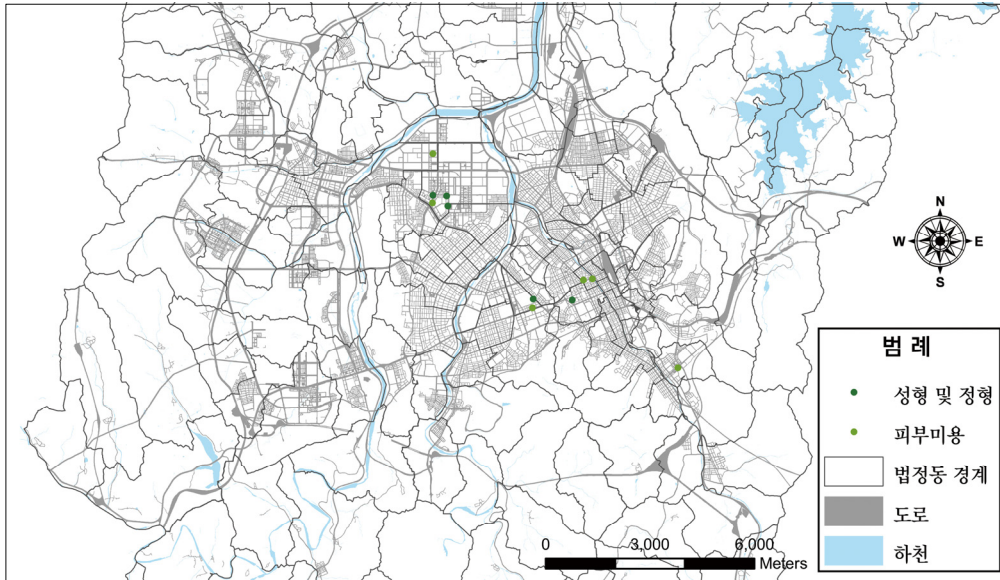 N
W E
S
범 례
성형 및 정형
피부미용
법정동 경계
도로
하천
0 3,000 6,000
Meters